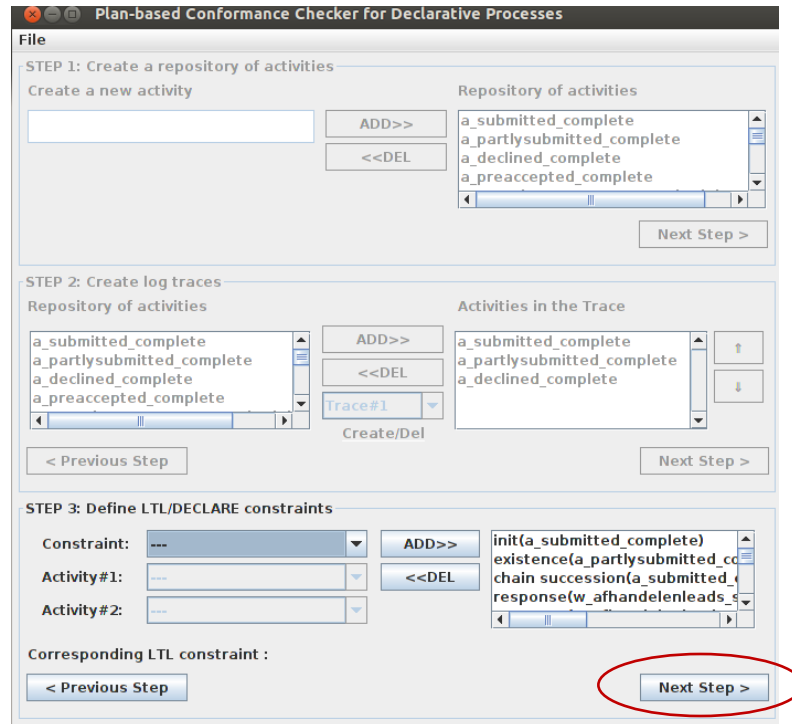 Plan-based Conformance Checker for Declarative Processes
File
STEP 1: Create a repository of activities
Create a new activity
Repository of activities
ADD>>
<<DEL
a_submitted_complete
a_partlysubmitted_complete
a_declined_complete
a_preaccepted_complete
Next Step >
STEP 2: Create log traces
Repository of activities
Activities in the Trace
a_submitted_complete
a_partlysubmitted_complete
a_declined_complete
a_preaccepted_complete
ADD>>
<<DEL
Trace#1
Create/Del
a_submitted_complete
a_partlysubmitted_complete
a_declined_complete
< Previous Step
Next Step >
STEP 3: Define LTL/DECLARE constraints
Constraint: ---
Activity#1: ---
Activity#2: ---
ADD>>
<<DEL
init(a_submitted_complete)
existence(a_partlysubmitted_co
chain succession(a_submitted_
response(w_afhandelenleads_s
Corresponding LTL constraint :
< Previous Step
Next Step >